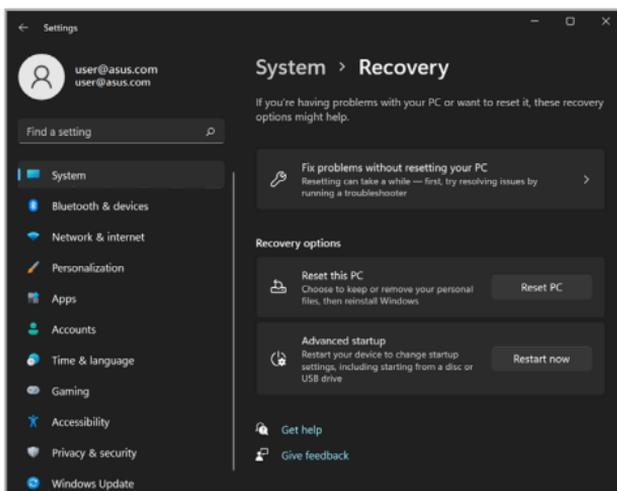 Settings
user@asus.com
user@asus.com
Find a setting
System
Bluetooth & devices
Network & internet
Personalization
Apps
Accounts
Time & language
Gaming
Accessibility
Privacy & security
Windows Update
System > Recovery
If you're having problems with your PC or want to reset it, these recovery
options might help.
Fix problems without resetting your PC
Resetting can take a while — first, try resolving issues by
running a troubleshooter
Recovery options
Reset this PC
Choose to keep or remove your personal
files, then reinstall Windows
Reset PC
Advanced startup
Restart your device to change startup
settings, including starting from a disc or
USB drive
Restart now
Get help
Give feedback